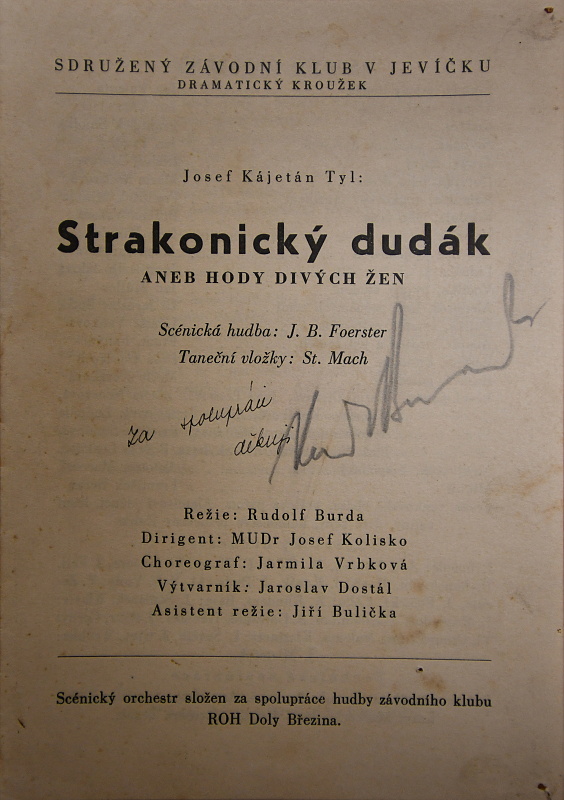 SDRUŽENÝ ZÁVODNÍ KLUB V JEVÍČKU
DRAMATICKÝ KROUŽEK
Josef Kájetán Tyl:
Strakonický dudák
ANEB HODY DIVÝCH ŽEN
Scénická hudba: J. B. Foerster
Taneční vložky: St. Mach
za spolupráci
děkuji
Režie: Rudolf Burda
Dirigent: MUDr Josef Kolisko
Choreograf: Jarmila Vrbková
Výtvarník: Jaroslav Dostál
Asistent režie: Jiří Bulička
Scénický orchestr složen za spolupráce hudby závodního klubu
ROH Doly Březina.